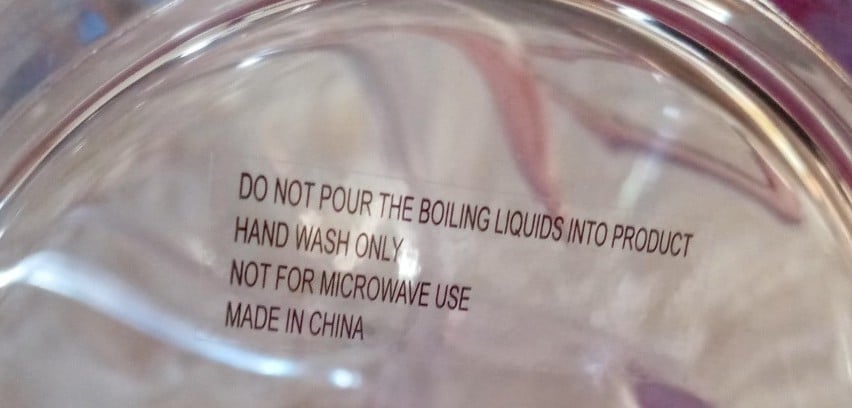 DO NOT POUR THE BOILING LIQUIDS INTO PRODUCT
HAND WASH ONLY
NOT FOR MICROWAVE USE
MADE IN CHINA